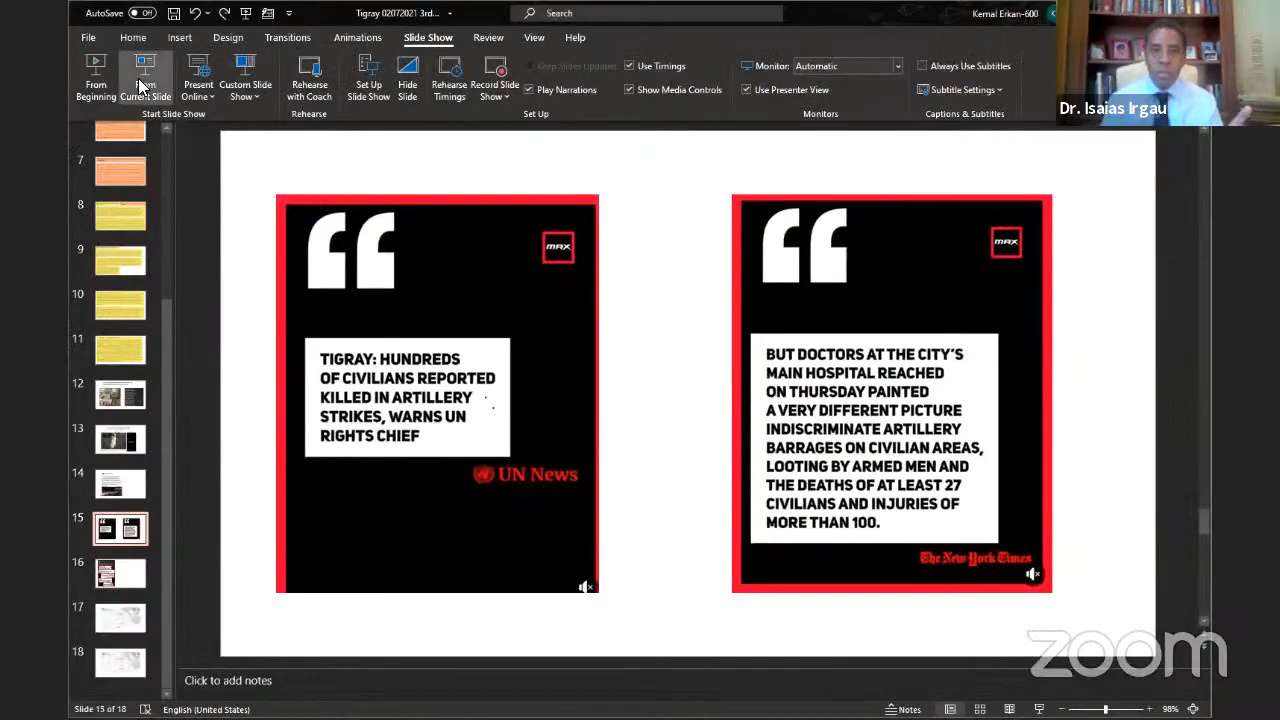 AutoSave Off
Tigray 02072021 3rd...
Search
Kemal Erkan-600
File Home Insert Design Transitions Animations Slide Show Review View Help
From Beginning
Current Slide
Present Online
Custom Slide Show
Start Slide Show
Rehearse with Coach
Rehearse
Set Up Slide Show
Hide Slide
Rehearse Timings
Record Slide Show
Keep Slides Updated
Play Narrations
Use Timings
Show Media Controls
Set Up
Monitor: Automatic
Use Presenter View
Monitors
Always Use Subtitles
Subtitle Settings
Captions & Subtitles
Dr. Isaias Irgau
7
8
9
10
11
12
13
14
15
16
17
18
“
MAX
TIGRAY: HUNDREDS
OF CIVILIANS REPORTED
KILLED IN ARTILLERY
STRIKES, WARNS UN
RIGHTS CHIEF
UN News
“
MAX
BUT DOCTORS AT THE CITY’S
MAIN HOSPITAL REACHED
ON THURSDAY PAINTED
A VERY DIFFERENT PICTURE
INDISCRIMINATE ARTILLERY
BARRAGES ON CIVILIAN AREAS,
LOOTING BY ARMED MEN AND
THE DEATHS OF AT LEAST 27
CIVILIANS AND INJURIES OF
MORE THAN 100.
The New York Times
zoom
Click to add notes
Slide 15 of 18
English (United States)
Notes
98%